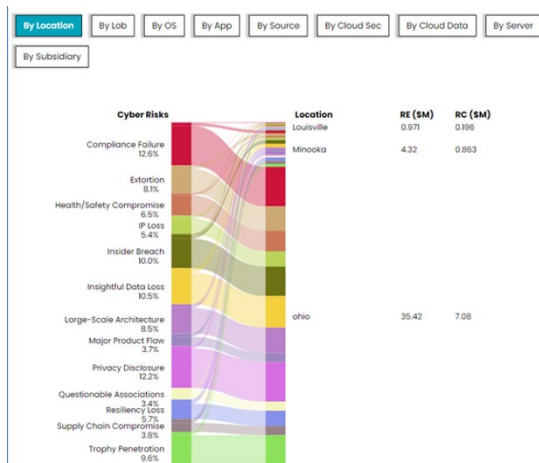 By Location
By Lob
By OS
By App
By Source
By Cloud Sec
By Cloud Data
By Server
By Subsidiary
Cyber Risks
Location
RE ($M)
RC ($M)
Louisville
0.971
0.196
Minooka
4.32
0.863
ohio
35.42
7.08
Compliance Failure
12.6%
Extortion
8.1%
Health/Safety Compromise
6.5%
IP Loss
5.4%
Insider Breach
10.0%
Insightful Data Loss
10.5%
Large-Scale Architecture
8.5%
Major Product Flaw
3.7%
Privacy Disclosure
12.2%
Questionable Associations
3.4%
Resiliency Loss
5.7%
Supply Chain Compromise
3.8%
Trophy Penetration
9.6%